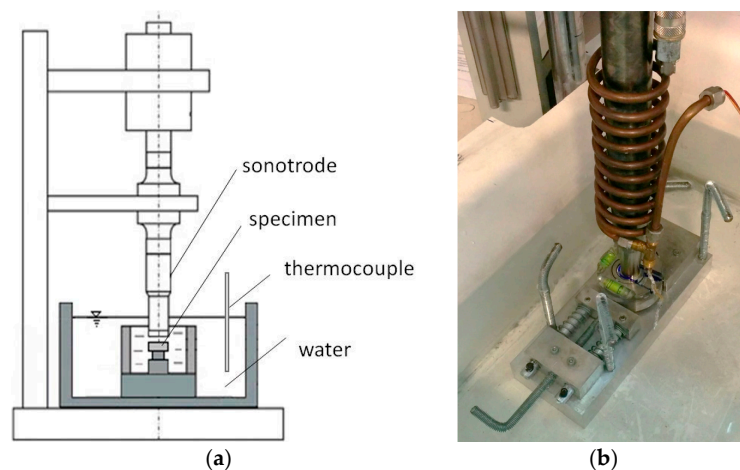 sonotrode
specimen
thermocouple
water
(a)
(b)